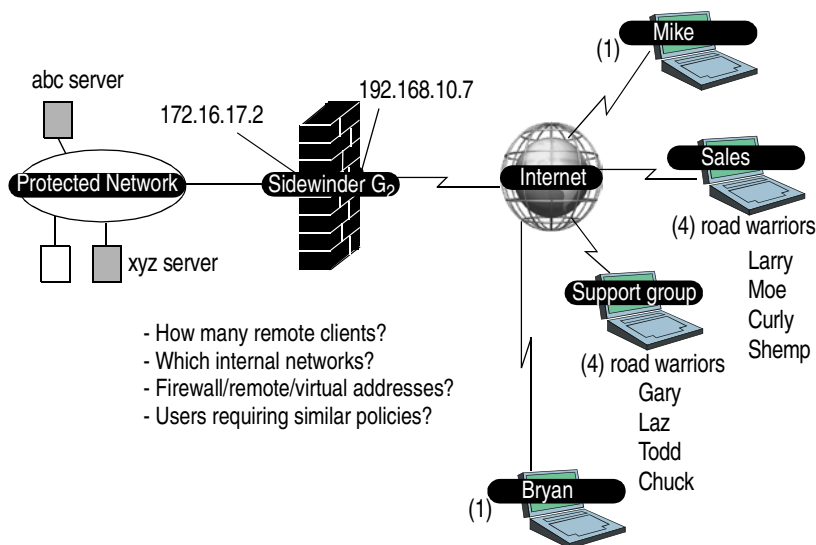 Mike
(1)
abc server
192.168.10.7
172.16.17.2
Sales
Protected Network
Sidewinder G2
Internet
(4) road warriors
xyz server
Larry
Support group
Moe
Curly
Shemp
- How many remote clients?
- Which internal networks?
- Firewall/remote/virtual addresses?
- Users requiring similar policies?
(4) road warriors
Gary
Laz
Todd
Chuck
Bryan
(1)